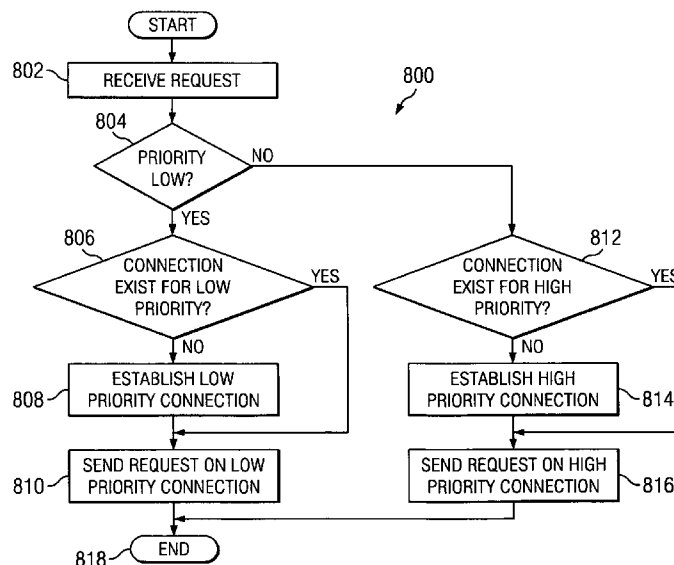 START
802
RECEIVE REQUEST
800
804
PRIORITY
LOW?
NO
YES
806
CONNECTION
EXIST FOR LOW
PRIORITY?
YES
NO
812
CONNECTION
EXIST FOR HIGH
PRIORITY?
YES
NO
808
ESTABLISH LOW
PRIORITY CONNECTION
ESTABLISH HIGH
PRIORITY CONNECTION
814
810
SEND REQUEST ON LOW
PRIORITY CONNECTION
SEND REQUEST ON HIGH
PRIORITY CONNECTION
816
818
END